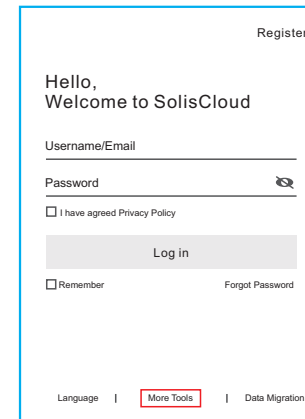 Register
Hello,
Welcome to SolisCloud
Username/Email
Password
I have agreed Privacy Policy
Log in
Remember Forgot Password
Language | More Tools | Data Migration